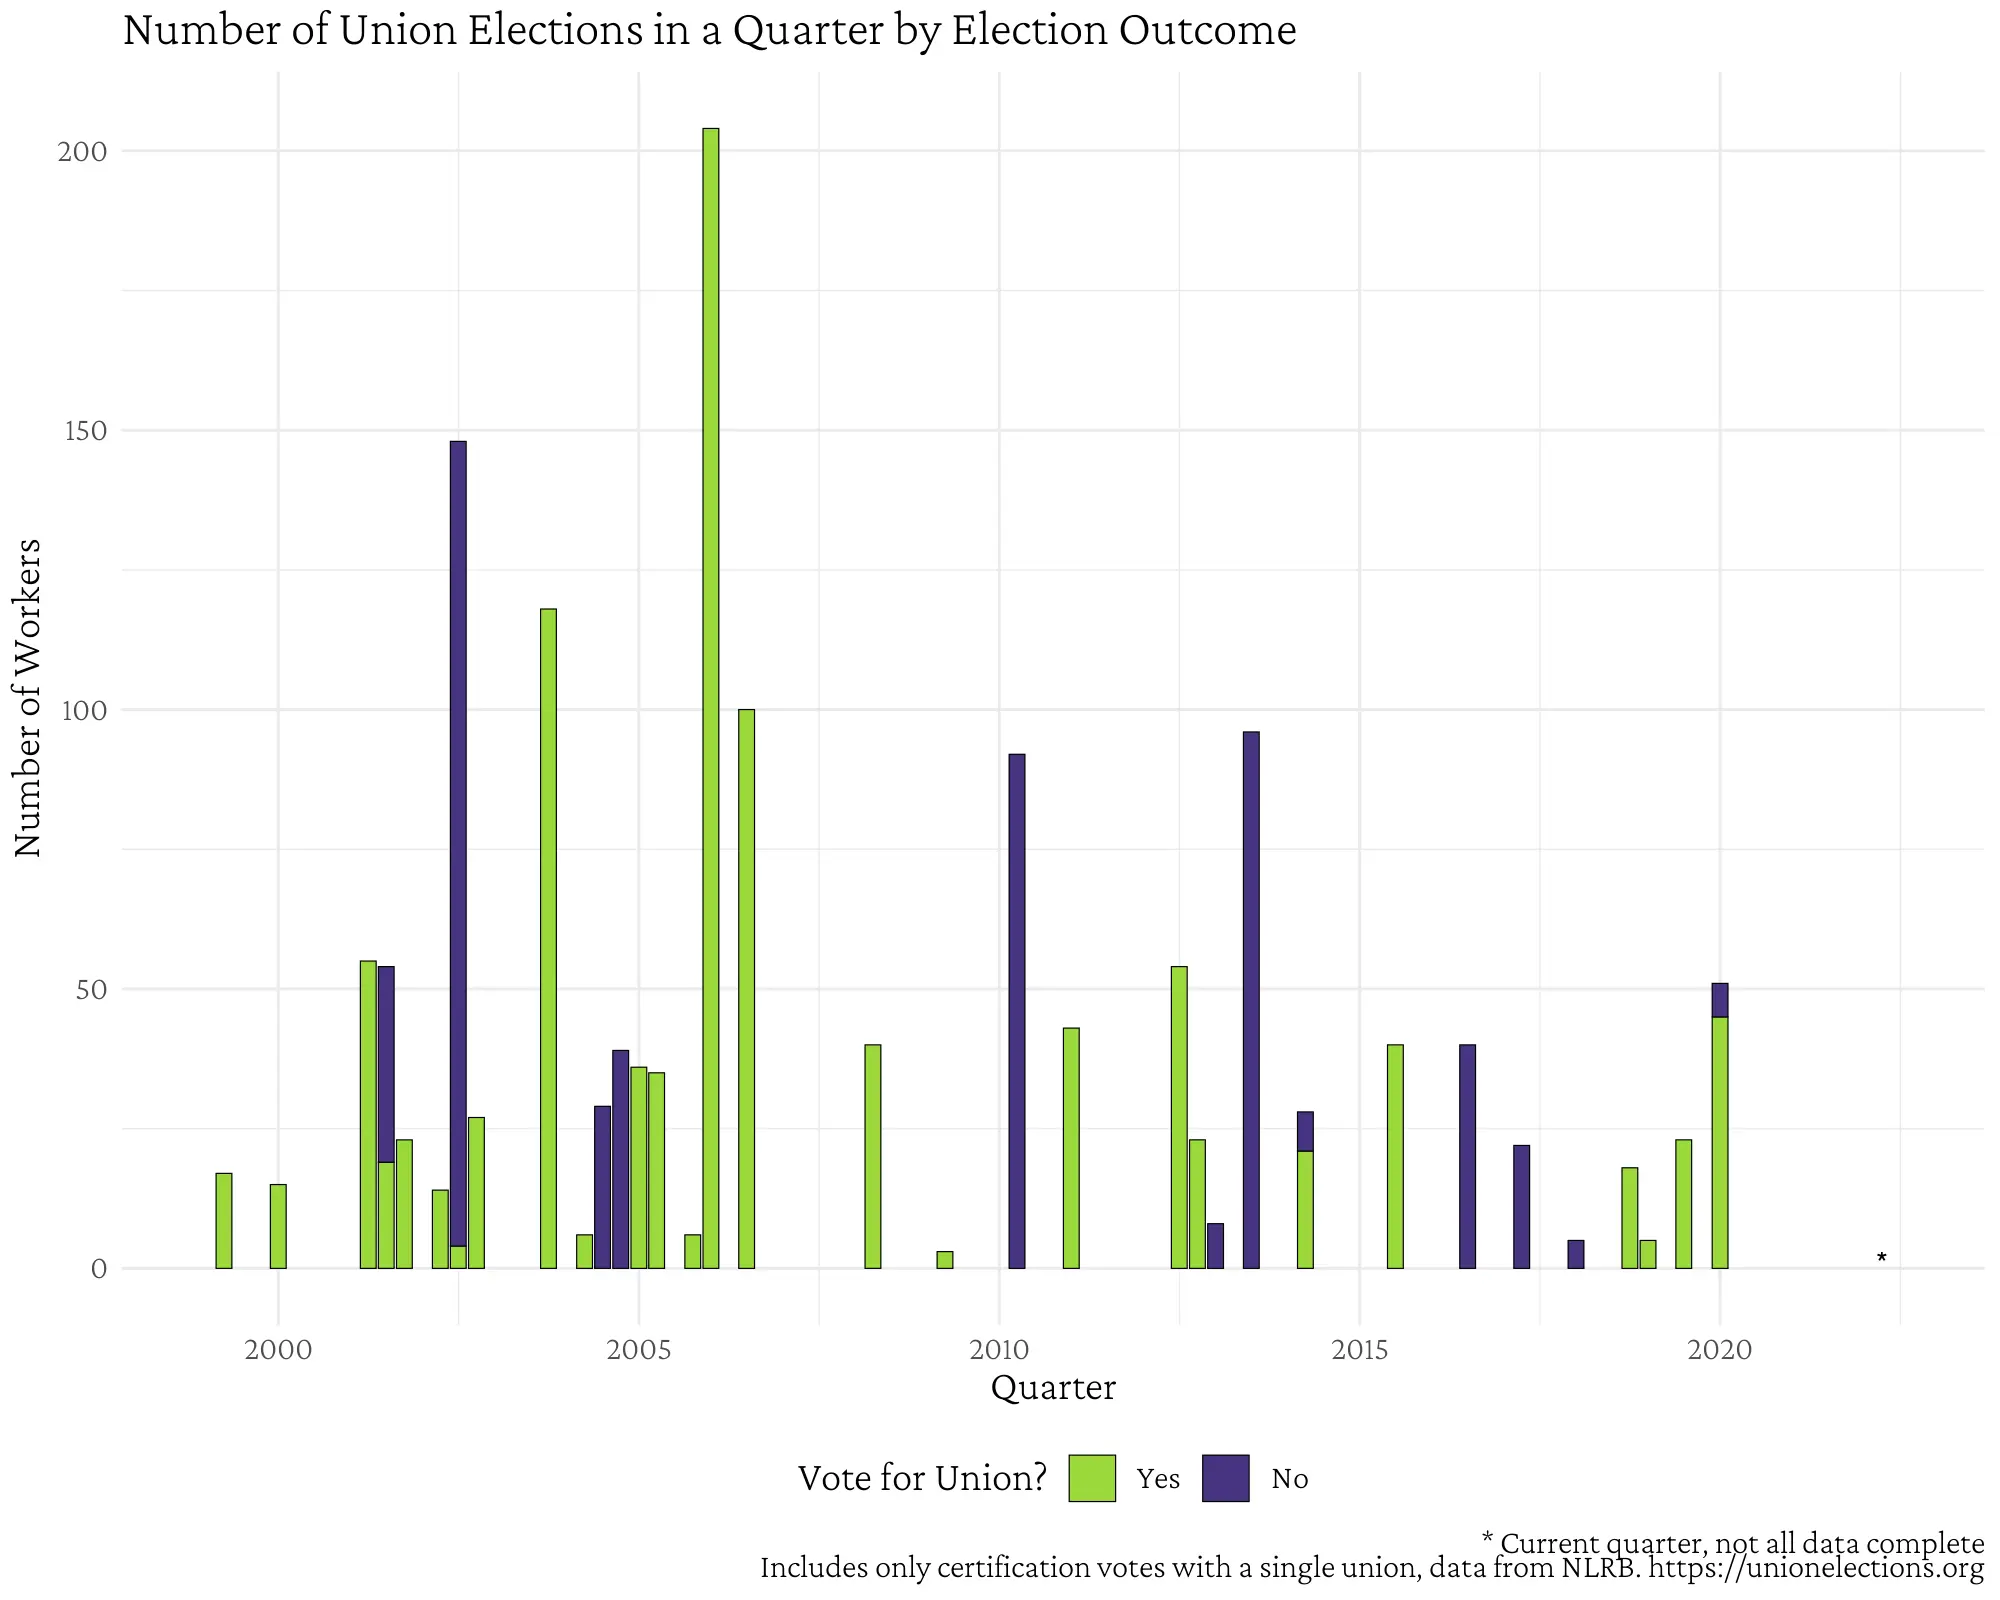 Number of Union Elections in a Quarter by Election Outcome
Number of Workers
200
150
100
50
0
*
2000 2005 2010 2015 2020
Quarter
Vote for Union? Yes No
* Current quarter, not all data complete
Includes only certification votes with a single union, data from NLRB. https://unionelections.org